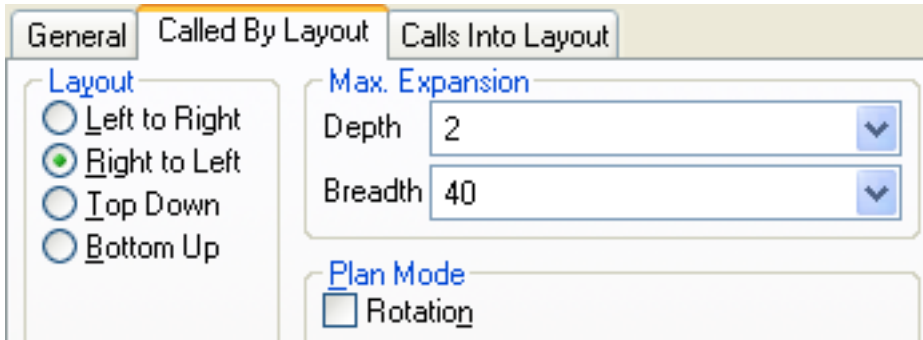 General Called By Layout Calls Into Layout
Layout
Left to Right
Right to Left
Top Down
Bottom Up
Max. Expansion
Depth 2
Breadth 40
Plan Mode
Rotation